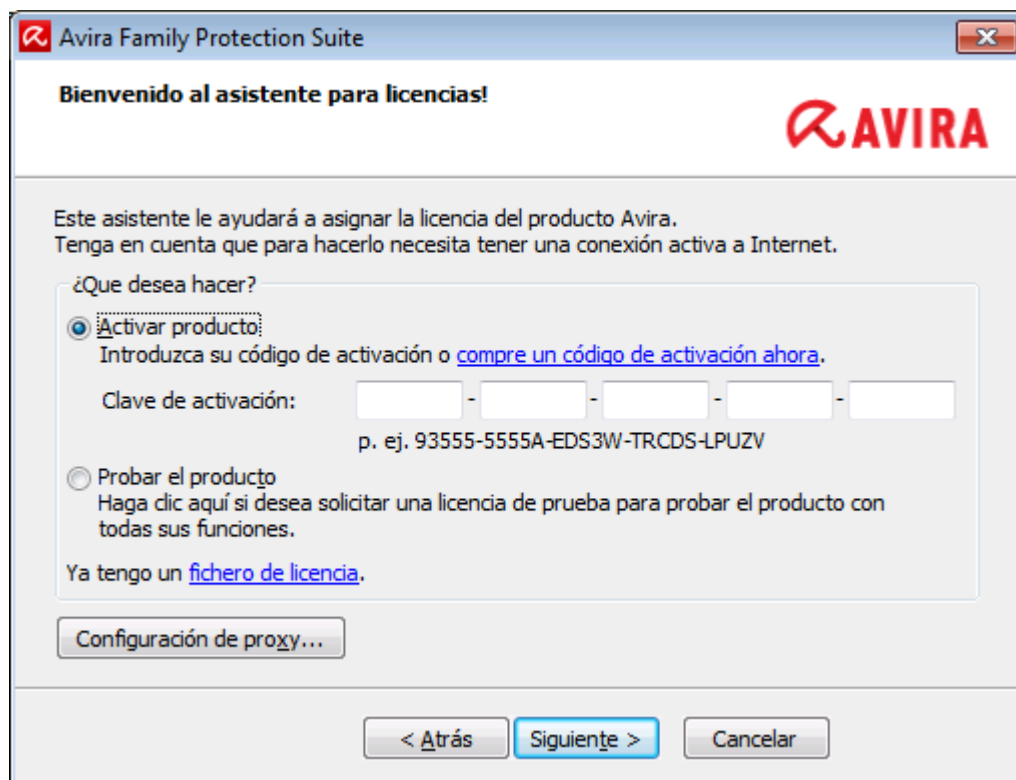 Avira Family Protection Suite
Bienvenido al asistente para licencias!
AVIRA
Este asistente le ayudará a asignar la licencia del producto Avira.
Tenga en cuenta que para hacerlo necesita tener una conexión activa a Internet.
¿Que desea hacer?
Activar producto
Introduzca su código de activación o compre un código de activación ahora.
Clave de activación: - - - -
p. ej. 93555-5555A-EDS3W-TRCDS-LPUZV
Probar el producto
Haga clic aquí si desea solicitar una licencia de prueba para probar el producto con
todas sus funciones.
Ya tengo un fichero de licencia.
Configuración de proxy...
< Atrás Siguiente > Cancelar